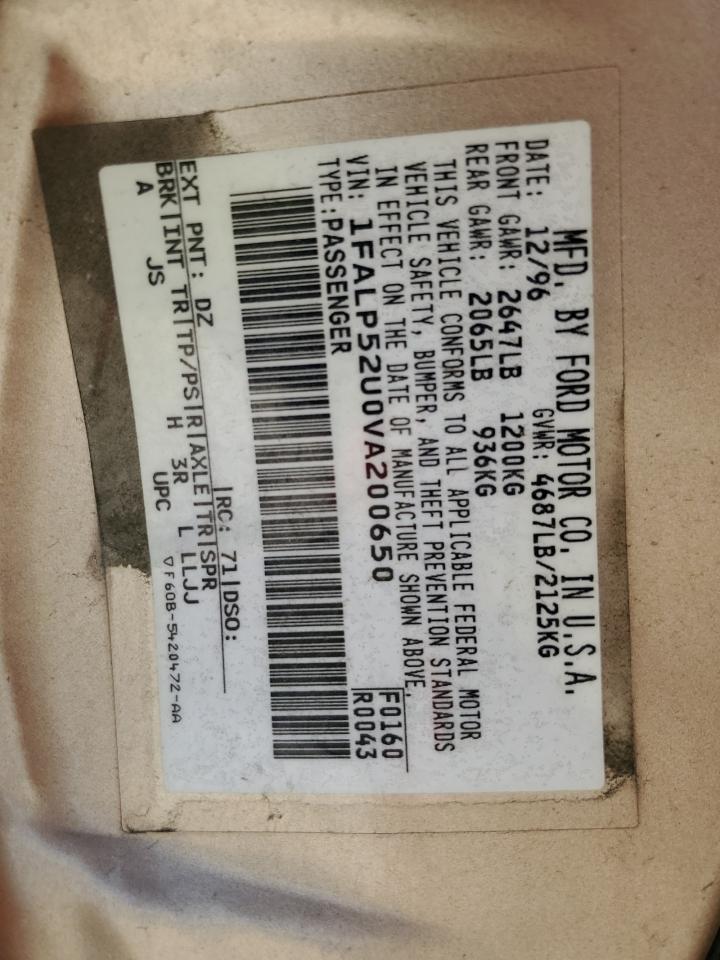 MFD. BY FORD MOTOR CO. IN U.S.A.
DATE: 12/96 GVWR: 4687LB/2125KG
FRONT GAWR: 2647LB 1200KG
REAR GAWR: 2065LB 936KG
THIS VEHICLE CONFORMS TO ALL APPLICABLE FEDERAL MOTOR
VEHICLE SAFETY, BUMPER, AND THEFT PREVENTION STANDARDS
IN EFFECT ON THE DATE OF MANUFACTURE SHOWN ABOVE.
VIN: 1FALP52U0VA200650 F0160
TYPE:PASSENGER R0043
EXT PNT: DZ |RC: 71|DSO:
BRK|INT TR|TP/PS|R|AXLE|TR|SPR
A JS H 3R L LLJJ
UPC ▽F60B-5420472-AA